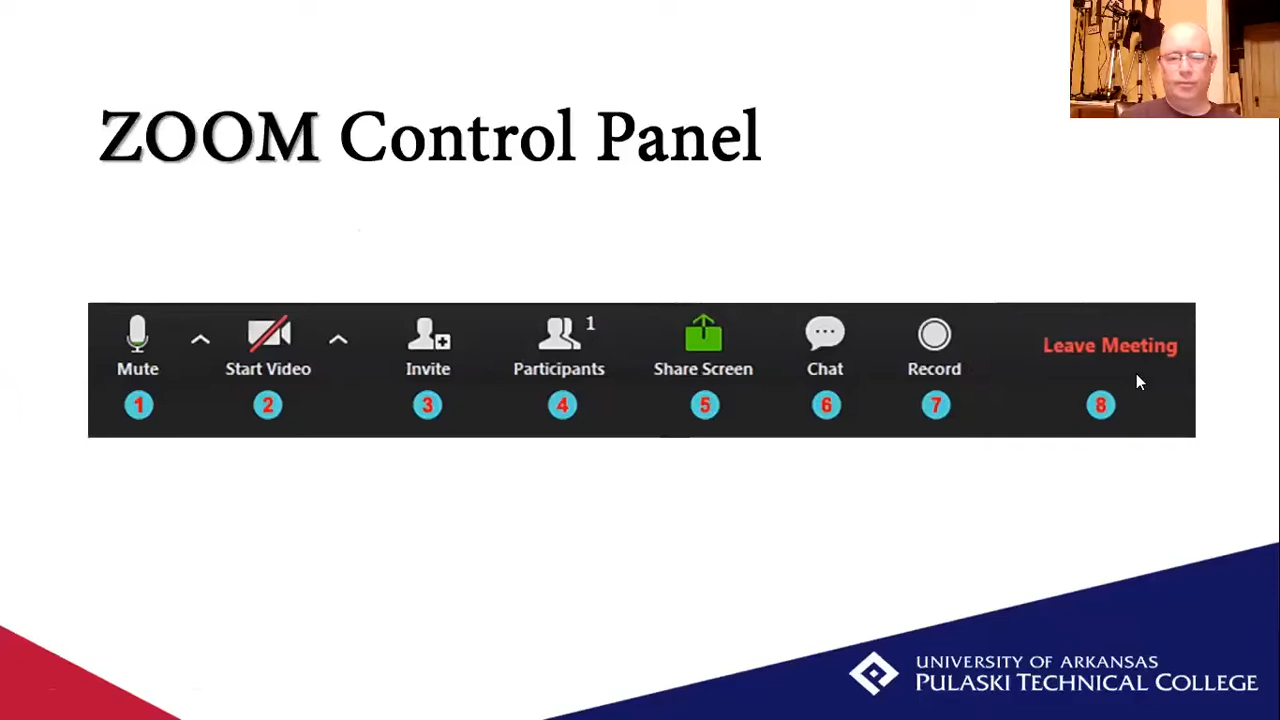 ZOOM Control Panel
1
Mute Start Video Invite Participants Share Screen Chat Record Leave Meeting
1 2 3 4 5 6 7 8
UNIVERSITY OF ARKANSAS
PULASKI TECHNICAL COLLEGE